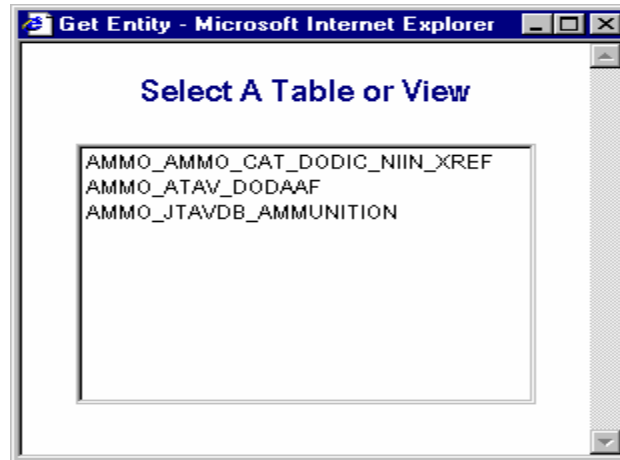 Get Entity - Microsoft Internet Explorer
Select A Table or View
AMMO_AMMO_CAT_DODIC_NIIN_XREF
AMMO_ATAV_DODAAF
AMMO_JTAVDB_AMMUNITION